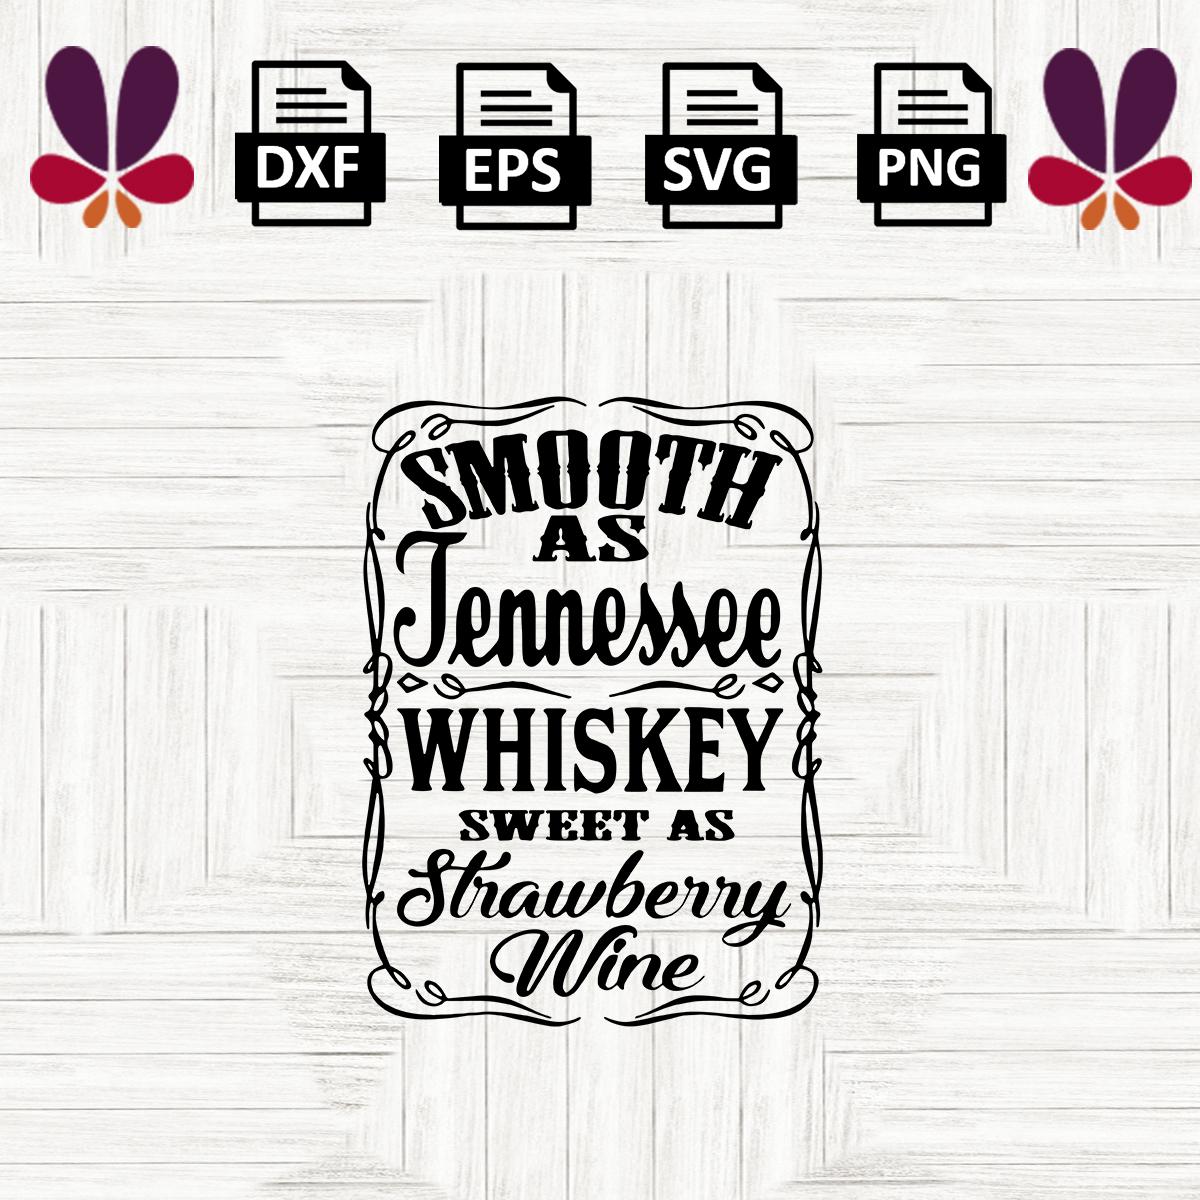 DXF EPS SVG PNG
SMOOTH
AS
Tennessee
WHISKEY
SWEET AS
Strawberry
Wine